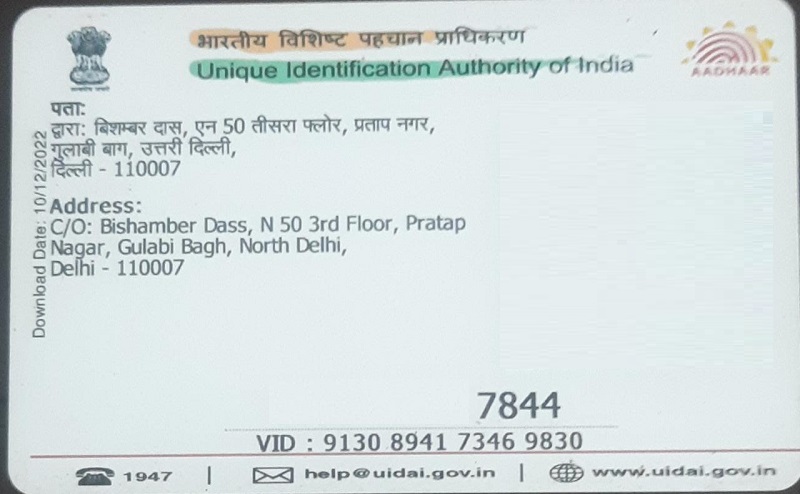 भारतीय विशिष्ट पहचान प्राधिकरण
Unique Identification Authority of India
AADHAAR
पता:
द्वारा: बिशम्बर दास, एन 50 तीसरा फ्लोर, प्रताप नगर,
गुलाबी बाग, उत्तरी दिल्ली,
दिल्ली - 110007
Address:
C/O: Bishamber Dass, N 50 3rd Floor, Pratap
Nagar, Gulabi Bagh, North Delhi,
Delhi - 110007
Download Date: 10/12/2022
7844
VID : 9130 8941 7346 9830
1947 | help@uidai.gov.in | www.uidai.gov.in